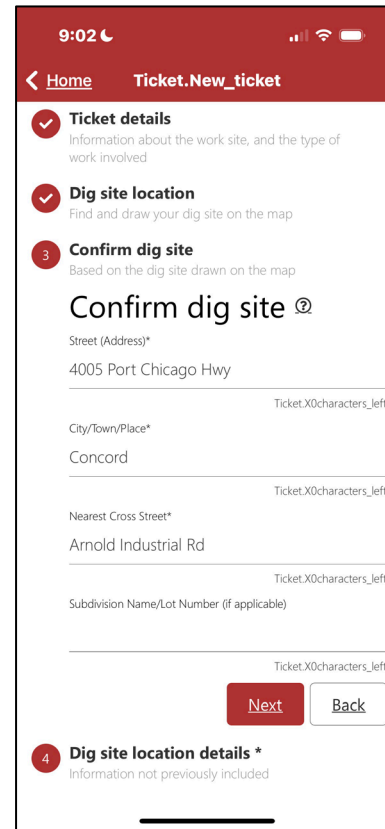 9:02
Home Ticket.New_ticket
Ticket details
Information about the work site, and the type of
work involved
Dig site location
Find and draw your dig site on the map
3 Confirm dig site
Based on the dig site drawn on the map
Confirm dig site ?
Street (Address)*
4005 Port Chicago Hwy
Ticket.X0characters_left
City/Town/Place*
Concord
Ticket.X0characters_left
Nearest Cross Street*
Arnold Industrial Rd
Ticket.X0characters_left
Subdivision Name/Lot Number (if applicable)
Ticket.X0characters_left
Next Back
4 Dig site location details *
Information not previously included